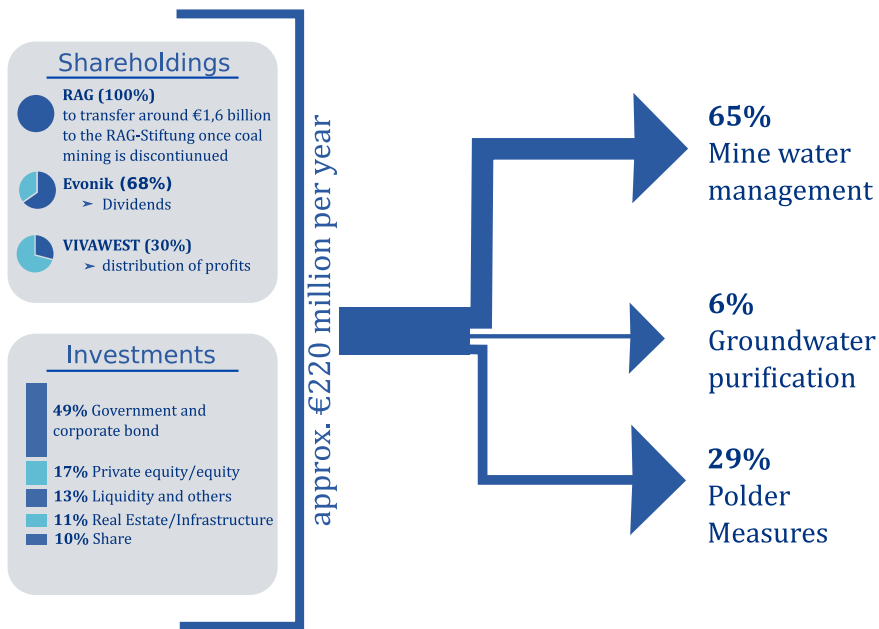 Shareholdings
RAG (100%)
to transfer around €1,6 billion
to the RAG-Stiftung once coal
mining is discontiunued
Evonik (68%)
➢ Dividends
VIVAWEST (30%)
➢ distribution of profits
Investments
49% Government and
corporate bond
17% Private equity/equity
13% Liquidity and others
11% Real Estate/Infrastructure
10% Share
approx. €220 million per year
65%
Mine water
management
6%
Groundwater
purification
29%
Polder
Measures